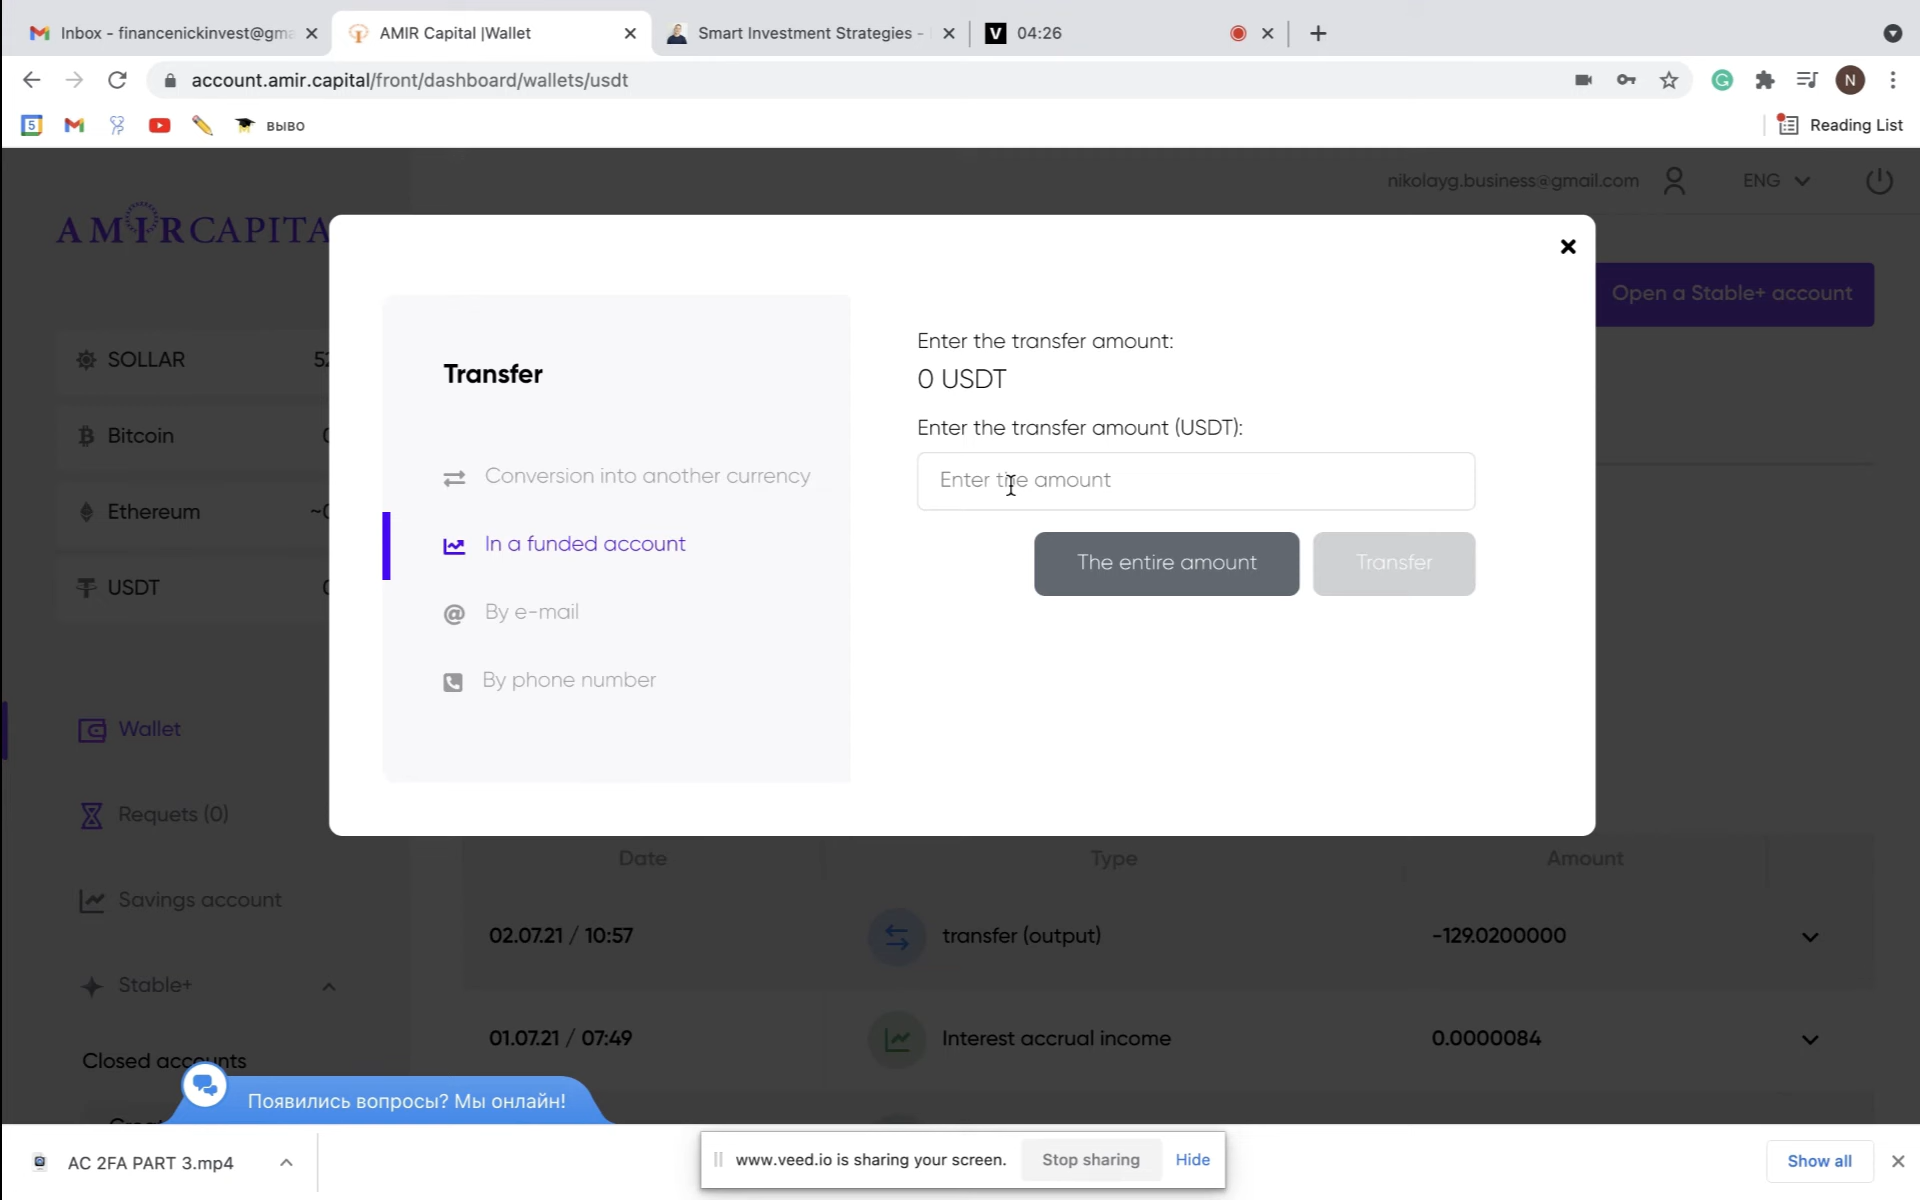 Inbox - financenickinvest@gma
AMIR Capital |Wallet
Smart Investment Strategies -
V 04:26
account.amir.capital/front/dashboard/wallets/usdt
N
5
выво
Reading List
nikolayg.business@gmail.com
ENG
AMIRCAPITA
Open a Stable+ account
SOLLAR 52
Bitcoin 0
Ethereum ~0
USDT 0
Wallet
Requets (0)
Savings account
Stable+
Closed accounts
Transfer
Conversion into another currency
In a funded account
@ By e-mail
By phone number
Enter the transfer amount:
0 USDT
Enter the transfer amount (USDT):
Enter the amount
The entire amount
Transfer
Date Type Amount
02.07.21 / 10:57 transfer (output) -129.0200000
01.07.21 / 07:49 Interest accrual income 0.0000084
Появились вопросы? Мы онлайн!
AC 2FA PART 3.mp4
www.veed.io is sharing your screen.
Stop sharing
Hide
Show all